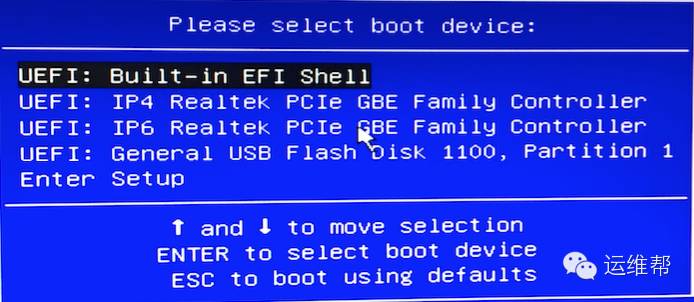 Please select boot device:
UEFI: Built-in EFI Shell
UEFI: IP4 Realtek PCIe GBE Family Controller
UEFI: IP6 Realtek PCIe GBE Family Controller
UEFI: General USB Flash Disk 1100, Partition 1
Enter Setup
↑ and ↓ to move selection
ENTER to select boot device
ESC to boot using defaults
运维帮